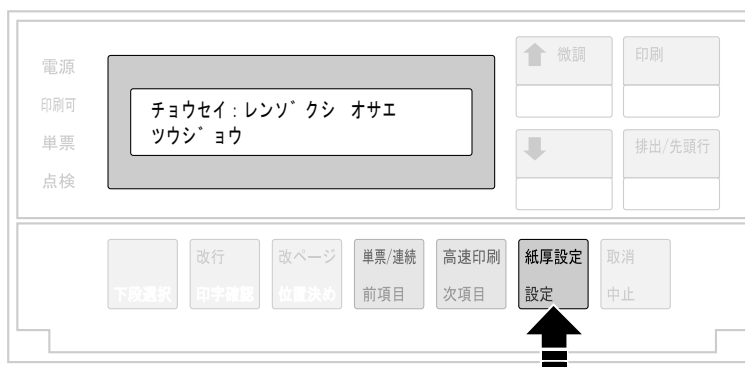 電源
印刷可
単票
点検
チョウセイ:レンゾクシ オサエ
ツウジョウ
微調
印刷
排出/先頭行
改行
改ページ
単票/連続
高速印刷
紙厚設定
取消
下段選択
印字確認
位置決め
前項目
次項目
設定
中止